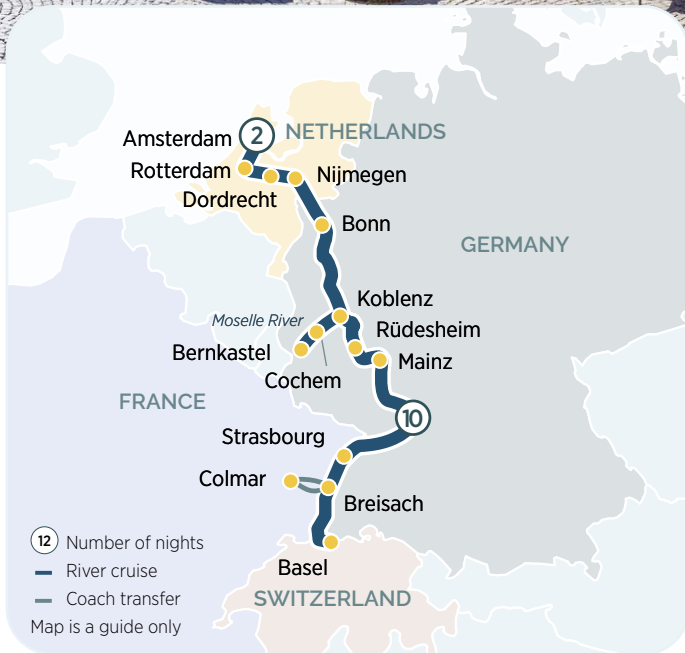 Amsterdam
2
NETHERLANDS
Rotterdam
Nijmegen
Dordrecht
Bonn
GERMANY
Koblenz
Moselle River
Rüdesheim
Bernkastel
Mainz
Cochem
FRANCE
10
Strasbourg
Colmar
Breisach
12 Number of nights
River cruise
Basel
Coach transfer
SWITZERLAND
Map is a guide only